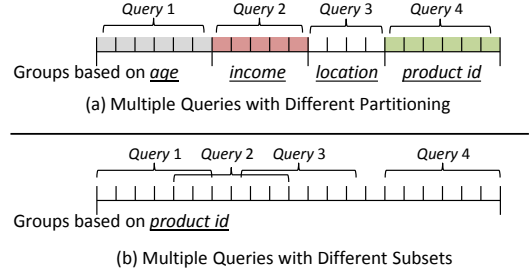 Query 1 Query 2 Query 3 Query 4
Groups based on age income location product id
(a) Multiple Queries with Different Partitioning
Query 1 Query 2 Query 3 Query 4
Groups based on product id
(b) Multiple Queries with Different Subsets